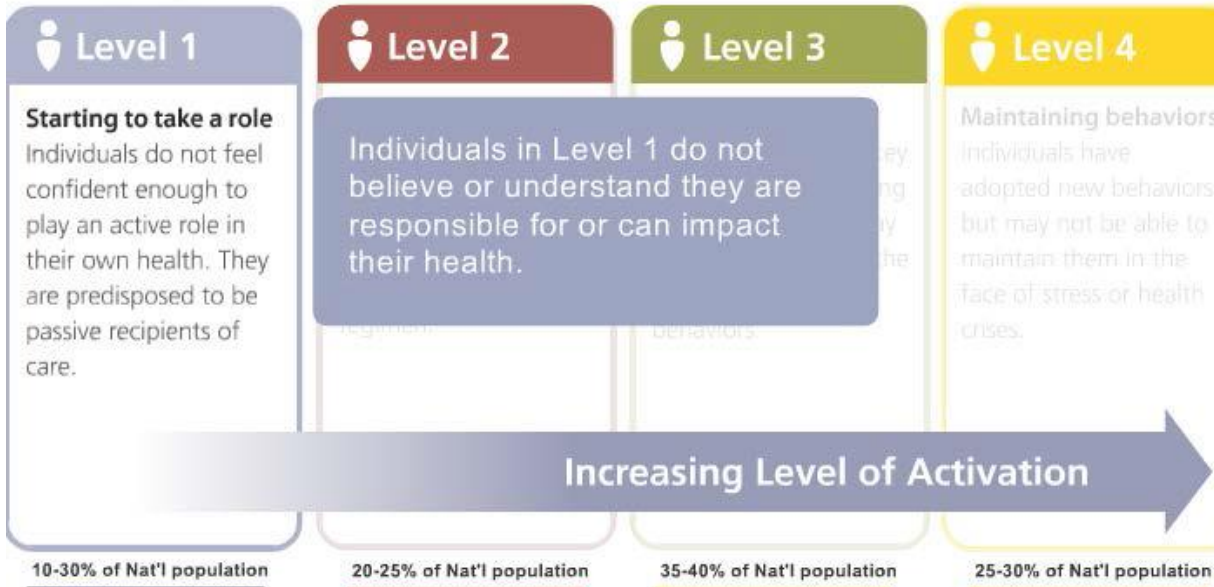 Level 1
Starting to take a role
Individuals do not feel
confident enough to
play an active role in
their own health. They
are predisposed to be
passive recipients of
care.
Level 2
Individuals in Level 1 do not
believe or understand they are
responsible for or can impact
their health.
regimen.
Level 3
behaviors.
Level 4
Maintaining behaviors
Individuals have
adopted new behaviors
but may not be able to
maintain them in the
face of stress or health
crises.
Increasing Level of Activation
10-30% of Nat'l population
20-25% of Nat'l population
35-40% of Nat'l population
25-30% of Nat'l population